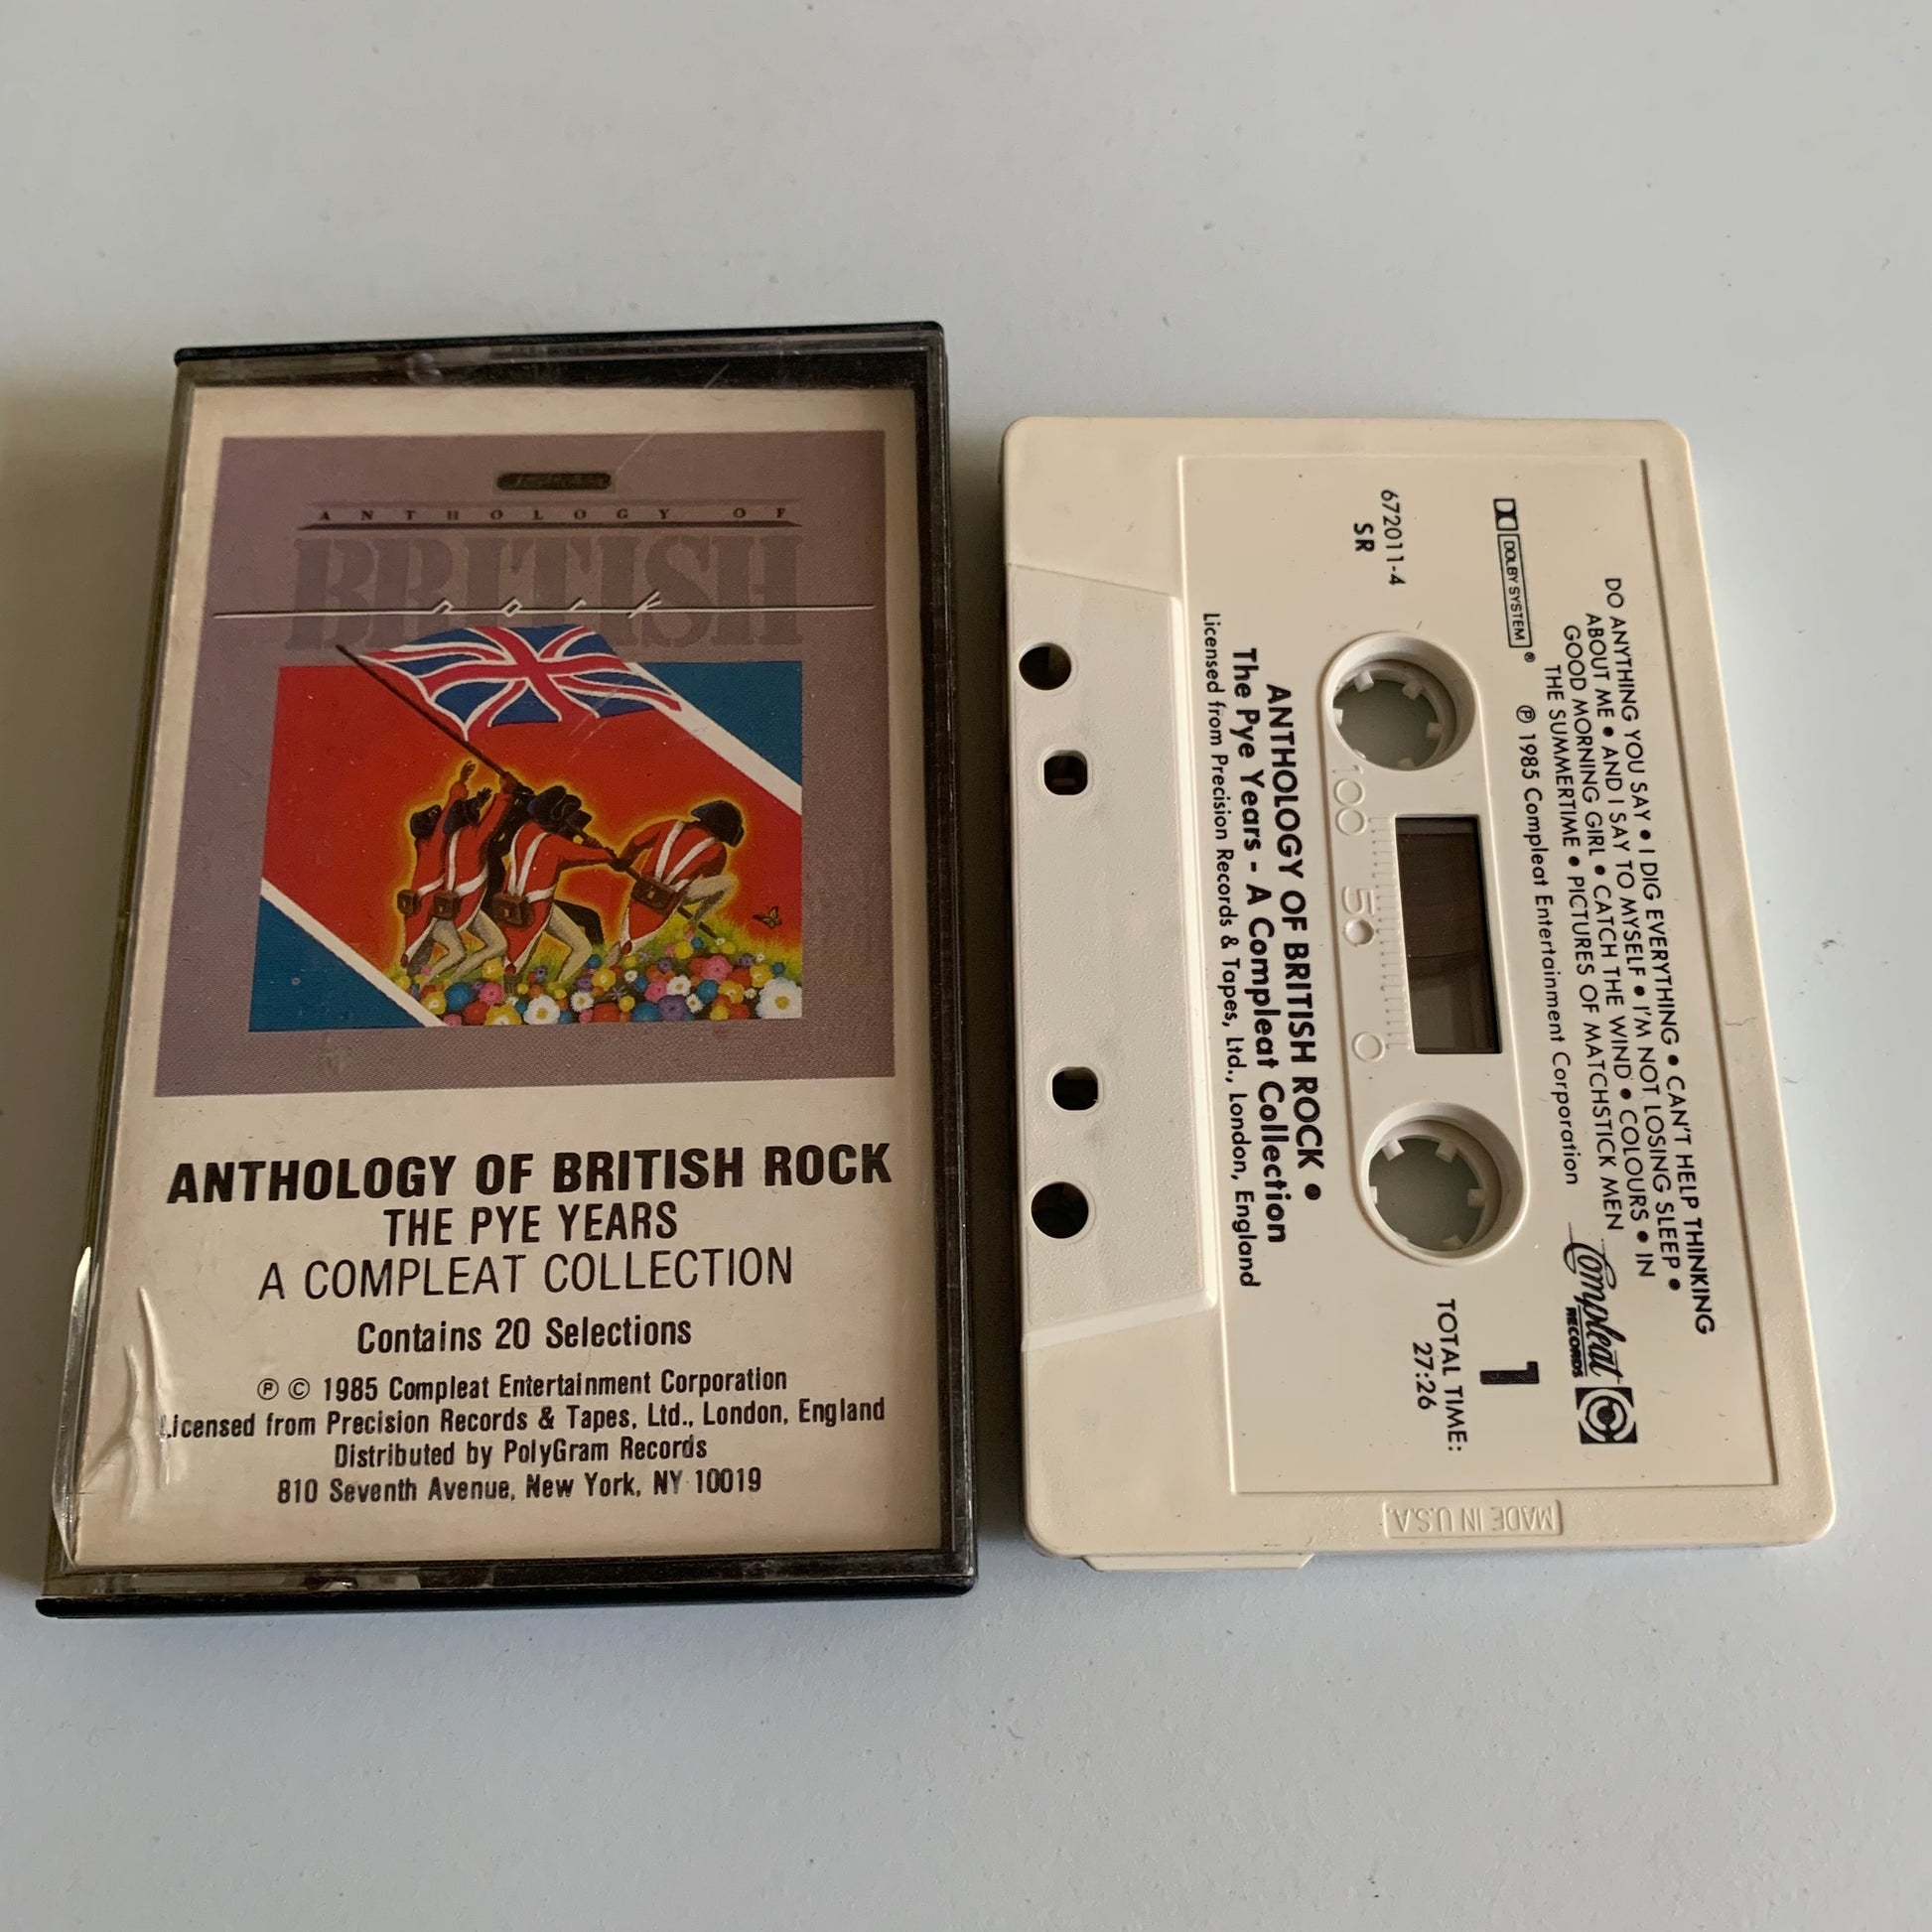 ANTHOLOGY OF
BRITISH
rock
ANTHOLOGY OF BRITISH ROCK
THE PYE YEARS
A COMPLEAT COLLECTION
Contains 20 Selections
Ⓟ © 1985 Compleat Entertainment Corporation
Licensed from Precision Records & Tapes, Ltd., London, England
Distributed by PolyGram Records
810 Seventh Avenue, New York, NY 10019
DO ANYTHING YOU SAY • I DIG EVERYTHING • CAN'T HELP THINKING
ABOUT ME • AND I SAY TO MYSELF • I'M NOT LOSING SLEEP •
GOOD MORNING GIRL • CATCH THE WIND • COLOURS • IN
THE SUMMERTIME • PICTURES OF MATCHSTICK MEN
DOLBY SYSTEM ®
Ⓟ 1985 Compleat Entertainment Corporation
Compleat
RECORDS
672011-4
SR
100 50 0
1
TOTAL TIME:
27:26
ANTHOLOGY OF BRITISH ROCK •
The Pye Years - A Compleat Collection
Licensed from Precision Records & Tapes, Ltd., London, England
MADE IN U.S.A.